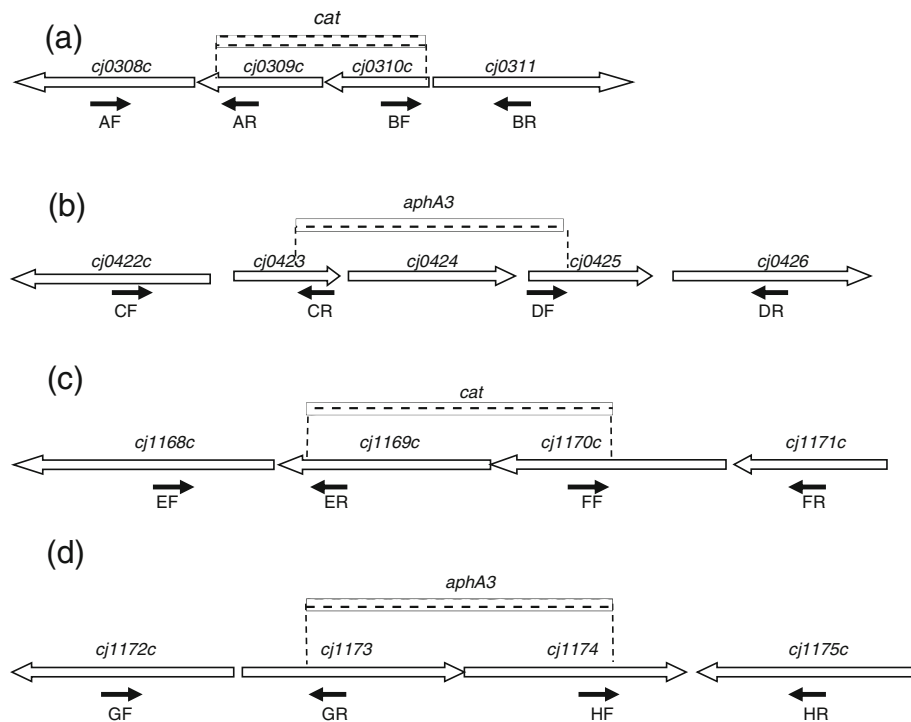 (a)
cat
cj0308c cj0309c cj0310c cj0311
AF AR BF BR
(b)
aphA3
cj0422c cj0423 cj0424 cj0425 cj0426
CF CR DF DR
(c)
cat
cj1168c cj1169c cj1170c cj1171c
EF ER FF FR
(d)
aphA3
cj1172c cj1173 cj1174 cj1175c
GF GR HF HR